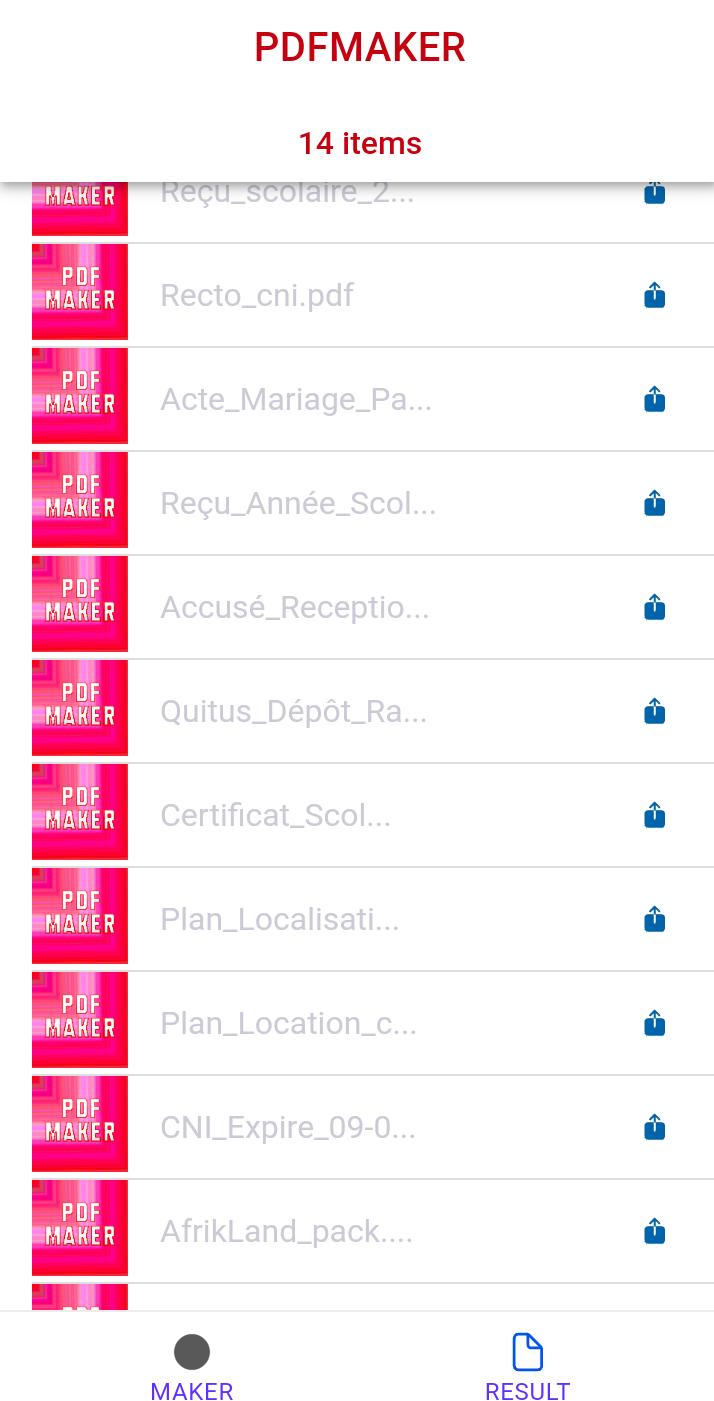 PDFMAKER
14 items
MAKER
Reçu_scolaire_2...
PDF
MAKER
Recto_cni.pdf
PDF
MAKER
Acte_Mariage_Pa...
PDF
MAKER
Reçu_Année_Scol...
PDF
MAKER
Accusé_Receptio...
PDF
MAKER
Quitus_Dépôt_Ra...
PDF
MAKER
Certificat_Scol...
PDF
MAKER
Plan_Localisati...
PDF
MAKER
Plan_Location_c...
PDF
MAKER
CNI_Expire_09-0...
PDF
MAKER
AfrikLand_pack....
MAKER
RESULT